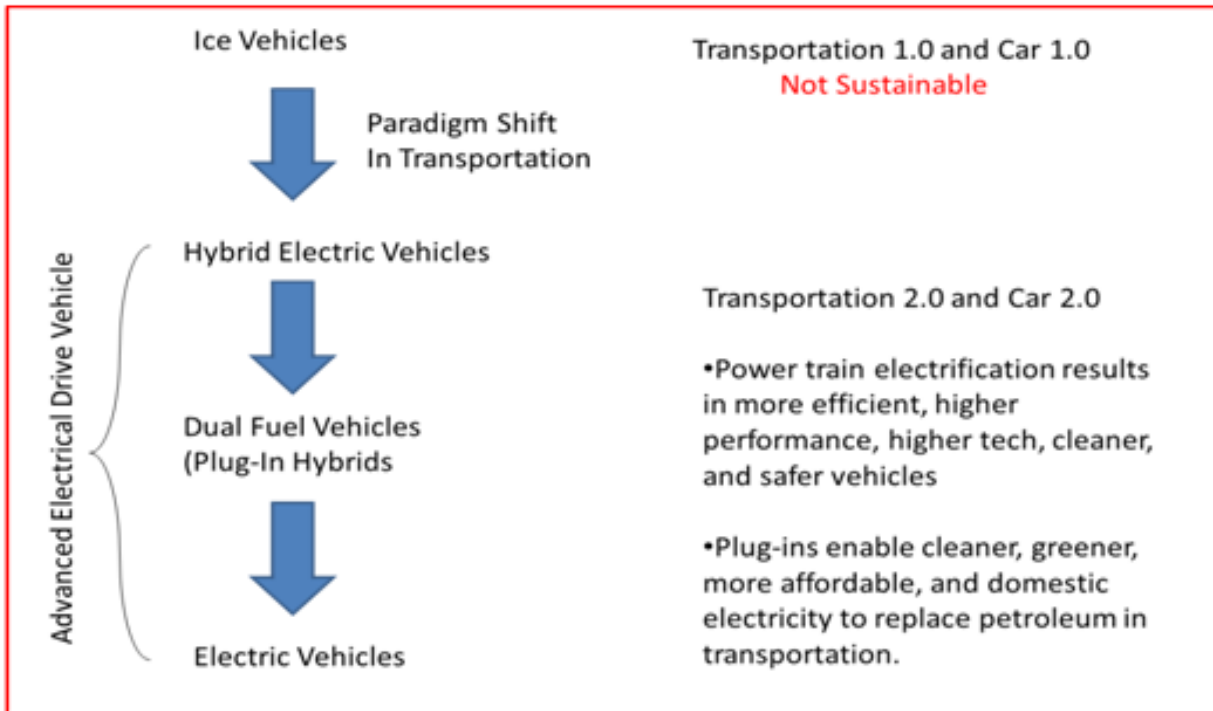 Ice Vehicles
Transportation 1.0 and Car 1.0
Not Sustainable
Paradigm Shift
In Transportation
Advanced Electrical Drive Vehicle
Hybrid Electric Vehicles
Dual Fuel Vehicles
(Plug-In Hybrids
Electric Vehicles
Transportation 2.0 and Car 2.0
•Power train electrification results
in more efficient, higher
performance, higher tech, cleaner,
and safer vehicles
•Plug-ins enable cleaner, greener,
more affordable, and domestic
electricity to replace petroleum in
transportation.